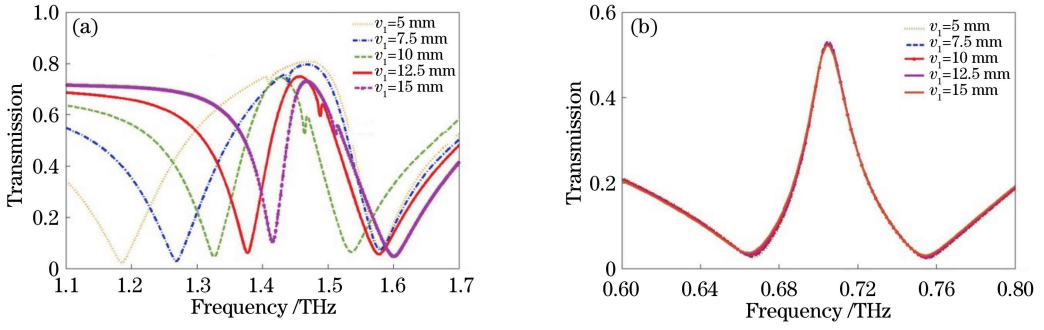 (a)
v1=5 mm
v1=7.5 mm
v1=10 mm
v1=12.5 mm
v1=15 mm
1.0
0.8
0.6
0.4
0.2
0
Transmission
1.1 1.2 1.3 1.4 1.5 1.6 1.7
Frequency /THz
(b)
v1=5 mm
v1=7.5 mm
v1=10 mm
v1=12.5 mm
v1=15 mm
0.6
0.4
0.2
0
Transmission
0.60 0.64 0.68 0.72 0.76 0.80
Frequency /THz